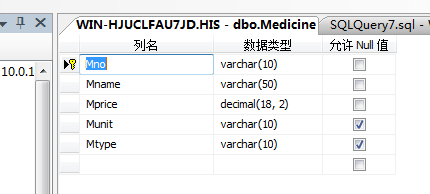 WIN-HJUCLFAU7JD.HIS - dbo.Medicine SQLQuery7.sql -
列名 数据类型 允许 Null 值
10.0.1
Mno varchar(10)
Mname varchar(50)
Mprice decimal(18, 2)
Munit varchar(10)
Mtype varchar(10)